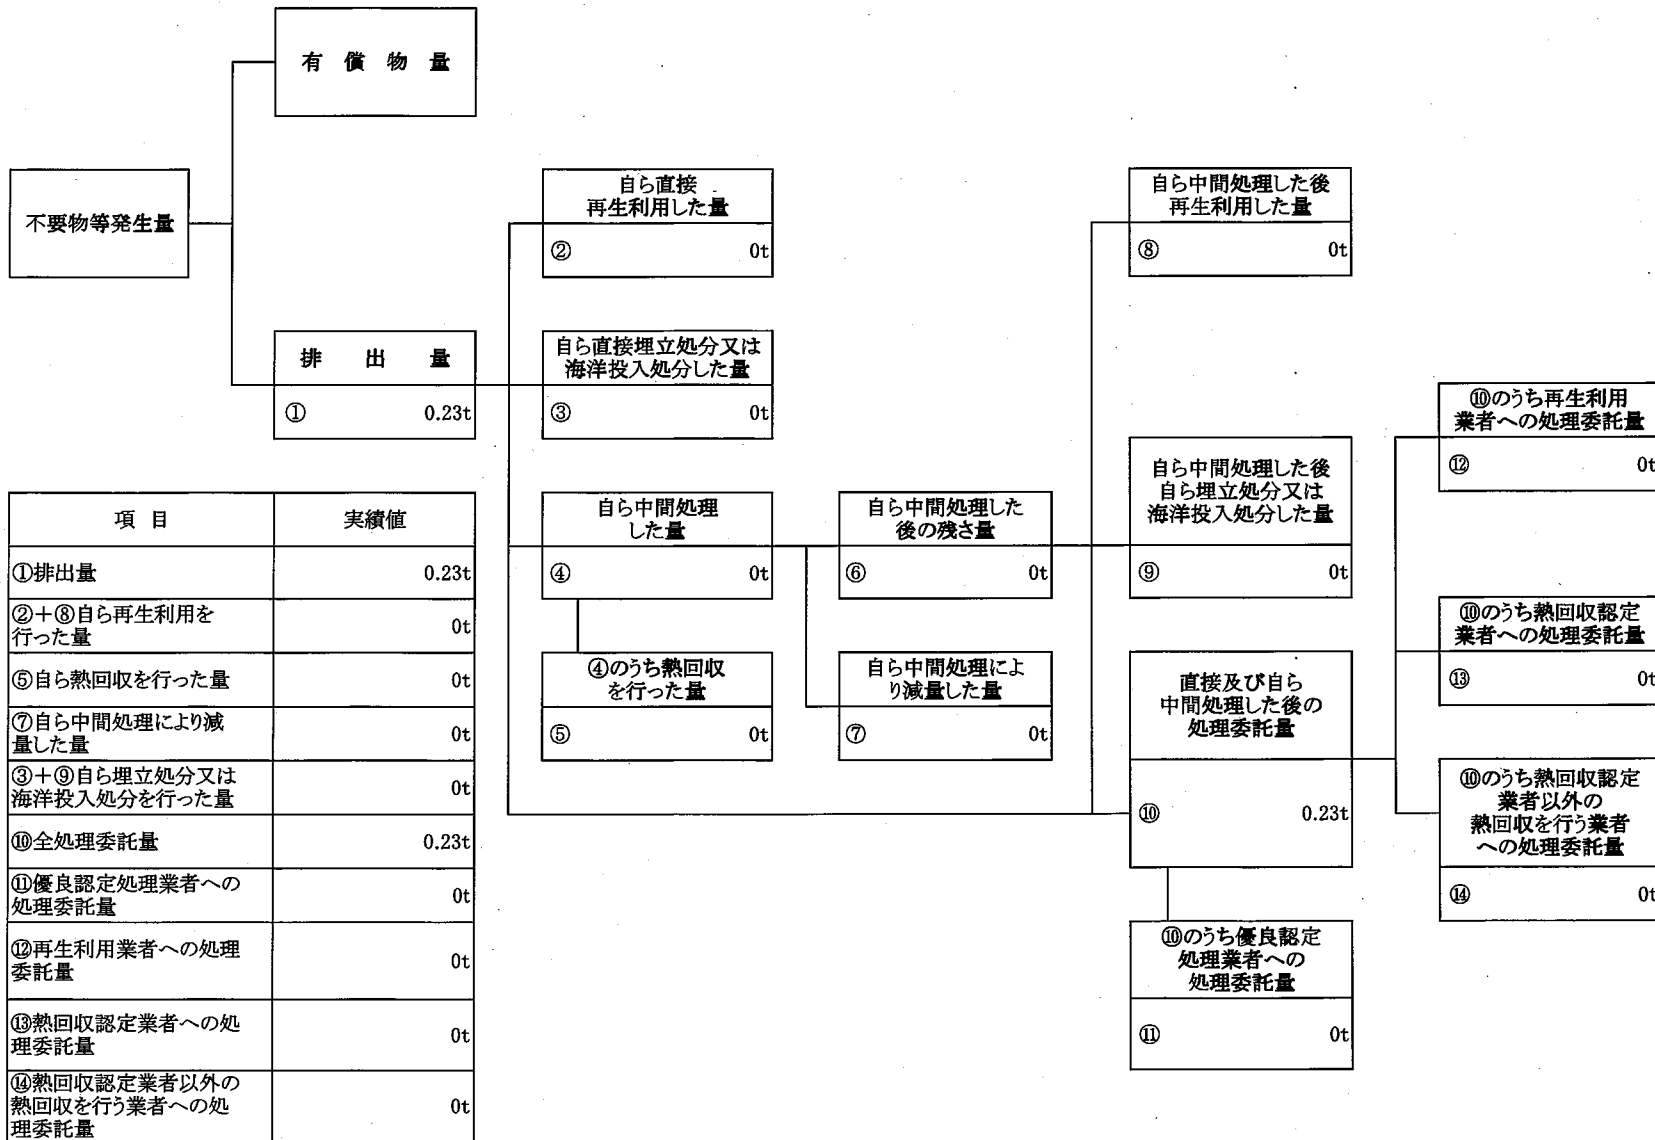 有償物量
不要物等発生量
排出量
① 0.23t
自ら直接
再生利用した量
② 0t
自ら直接埋立処分又は
海洋投入処分した量
③ 0t
自ら中間処理
した量
④ 0t
④のうち熱回収
を行った量
⑤ 0t
自ら中間処理した
後の残さ量
⑥ 0t
自ら中間処理によ
り減量した量
⑦ 0t
自ら中間処理した後
再生利用した量
⑧ 0t
自ら中間処理した後
自ら埋立処分又は
海洋投入処分した量
⑨ 0t
直接及び自ら
中間処理した後の
処理委託量
⑩ 0.23t
⑩のうち優良認定
処理業者への
処理委託量
⑪ 0t
⑩のうち再生利用
業者への処理委託量
⑫ 0t
⑩のうち熱回収認定
業者への処理委託量
⑬ 0t
⑩のうち熱回収認定
業者以外の
熱回収を行う業者
への処理委託量
⑭ 0t
項目 実績値
①排出量 0.23t
②+⑧自ら再生利用を
行った量 0t
⑤自ら熱回収を行った量 0t
⑦自ら中間処理により減
量した量 0t
③+⑨自ら埋立処分又は
海洋投入処分を行った量 0t
⑩全処理委託量 0.23t
⑪優良認定処理業者への
処理委託量 0t
⑫再生利用業者への処理
委託量 0t
⑬熱回収認定業者への処
理委託量 0t
⑭熱回収認定業者以外の
熱回収を行う業者への処
理委託量 0t